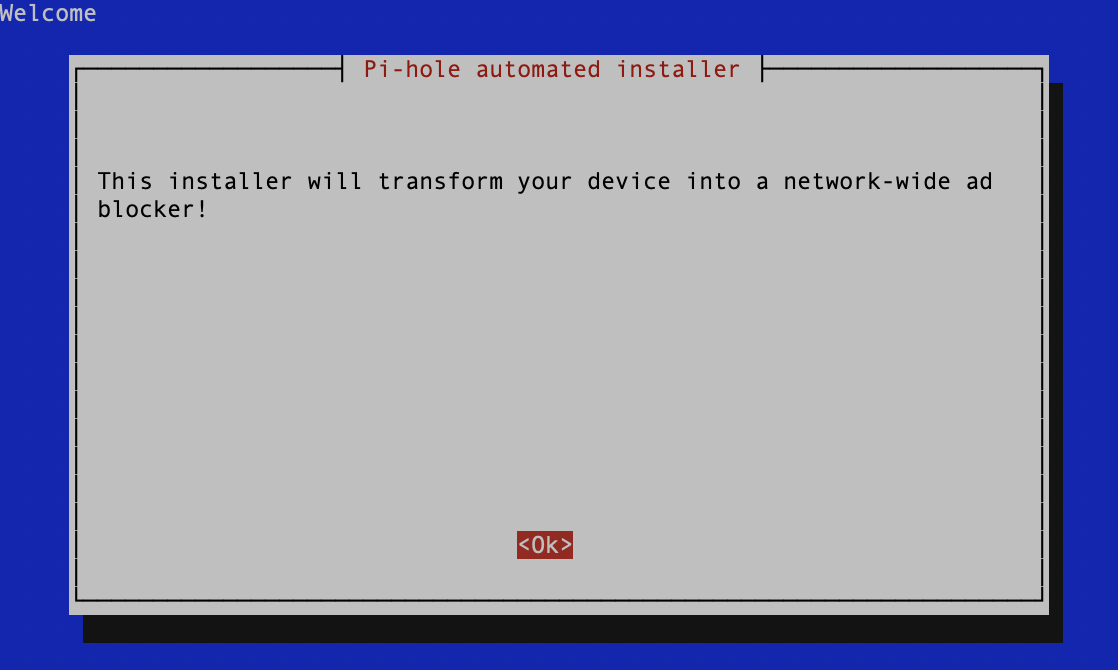 Welcome
Pi-hole automated installer
This installer will transform your device into a network-wide ad
blocker!
<Ok>